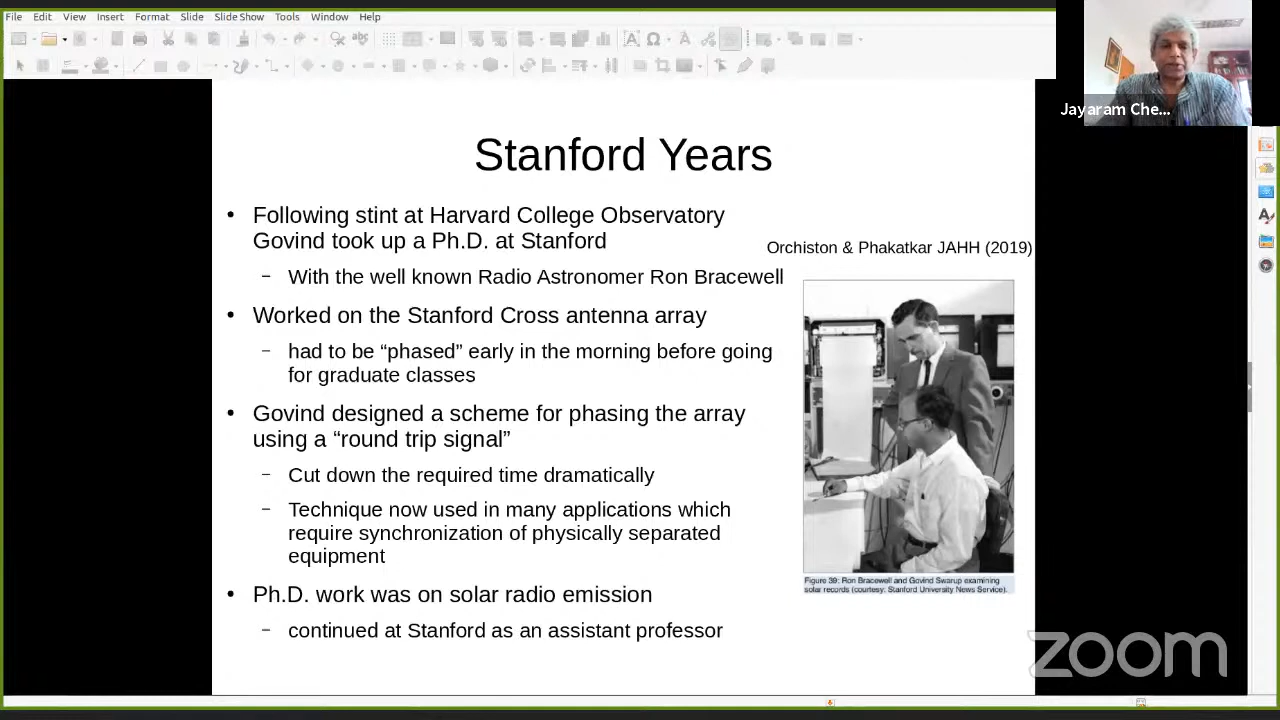 File Edit View Insert Format Slide Slide Show Tools Window Help
Jayaram Che...
Stanford Years
• Following stint at Harvard College Observatory
Govind took up a Ph.D. at Stanford
– With the well known Radio Astronomer Ron Bracewell
• Worked on the Stanford Cross antenna array
– had to be “phased” early in the morning before going
for graduate classes
• Govind designed a scheme for phasing the array
using a “round trip signal”
– Cut down the required time dramatically
– Technique now used in many applications which
require synchronization of physically separated
equipment
• Ph.D. work was on solar radio emission
– continued at Stanford as an assistant professor
Orchiston & Phakatkar JAHH (2019)
Figure 39: Ron Bracewell and Govind Swarup examining
solar records (courtesy: Stanford University News Service).
zoom